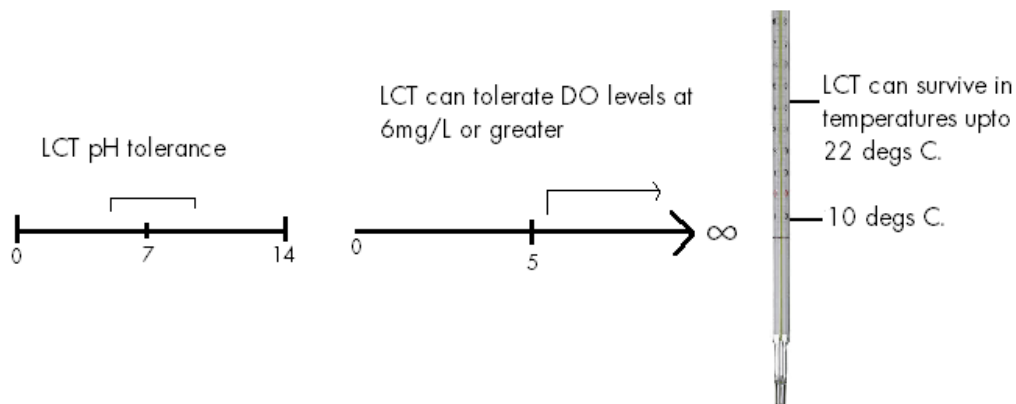 LCT pH tolerance
0
7
14
LCT can tolerate DO levels at
6mg/L or greater
0
5
∞
LCT can survive in
temperatures upto
22 degs C.
10 degs C.